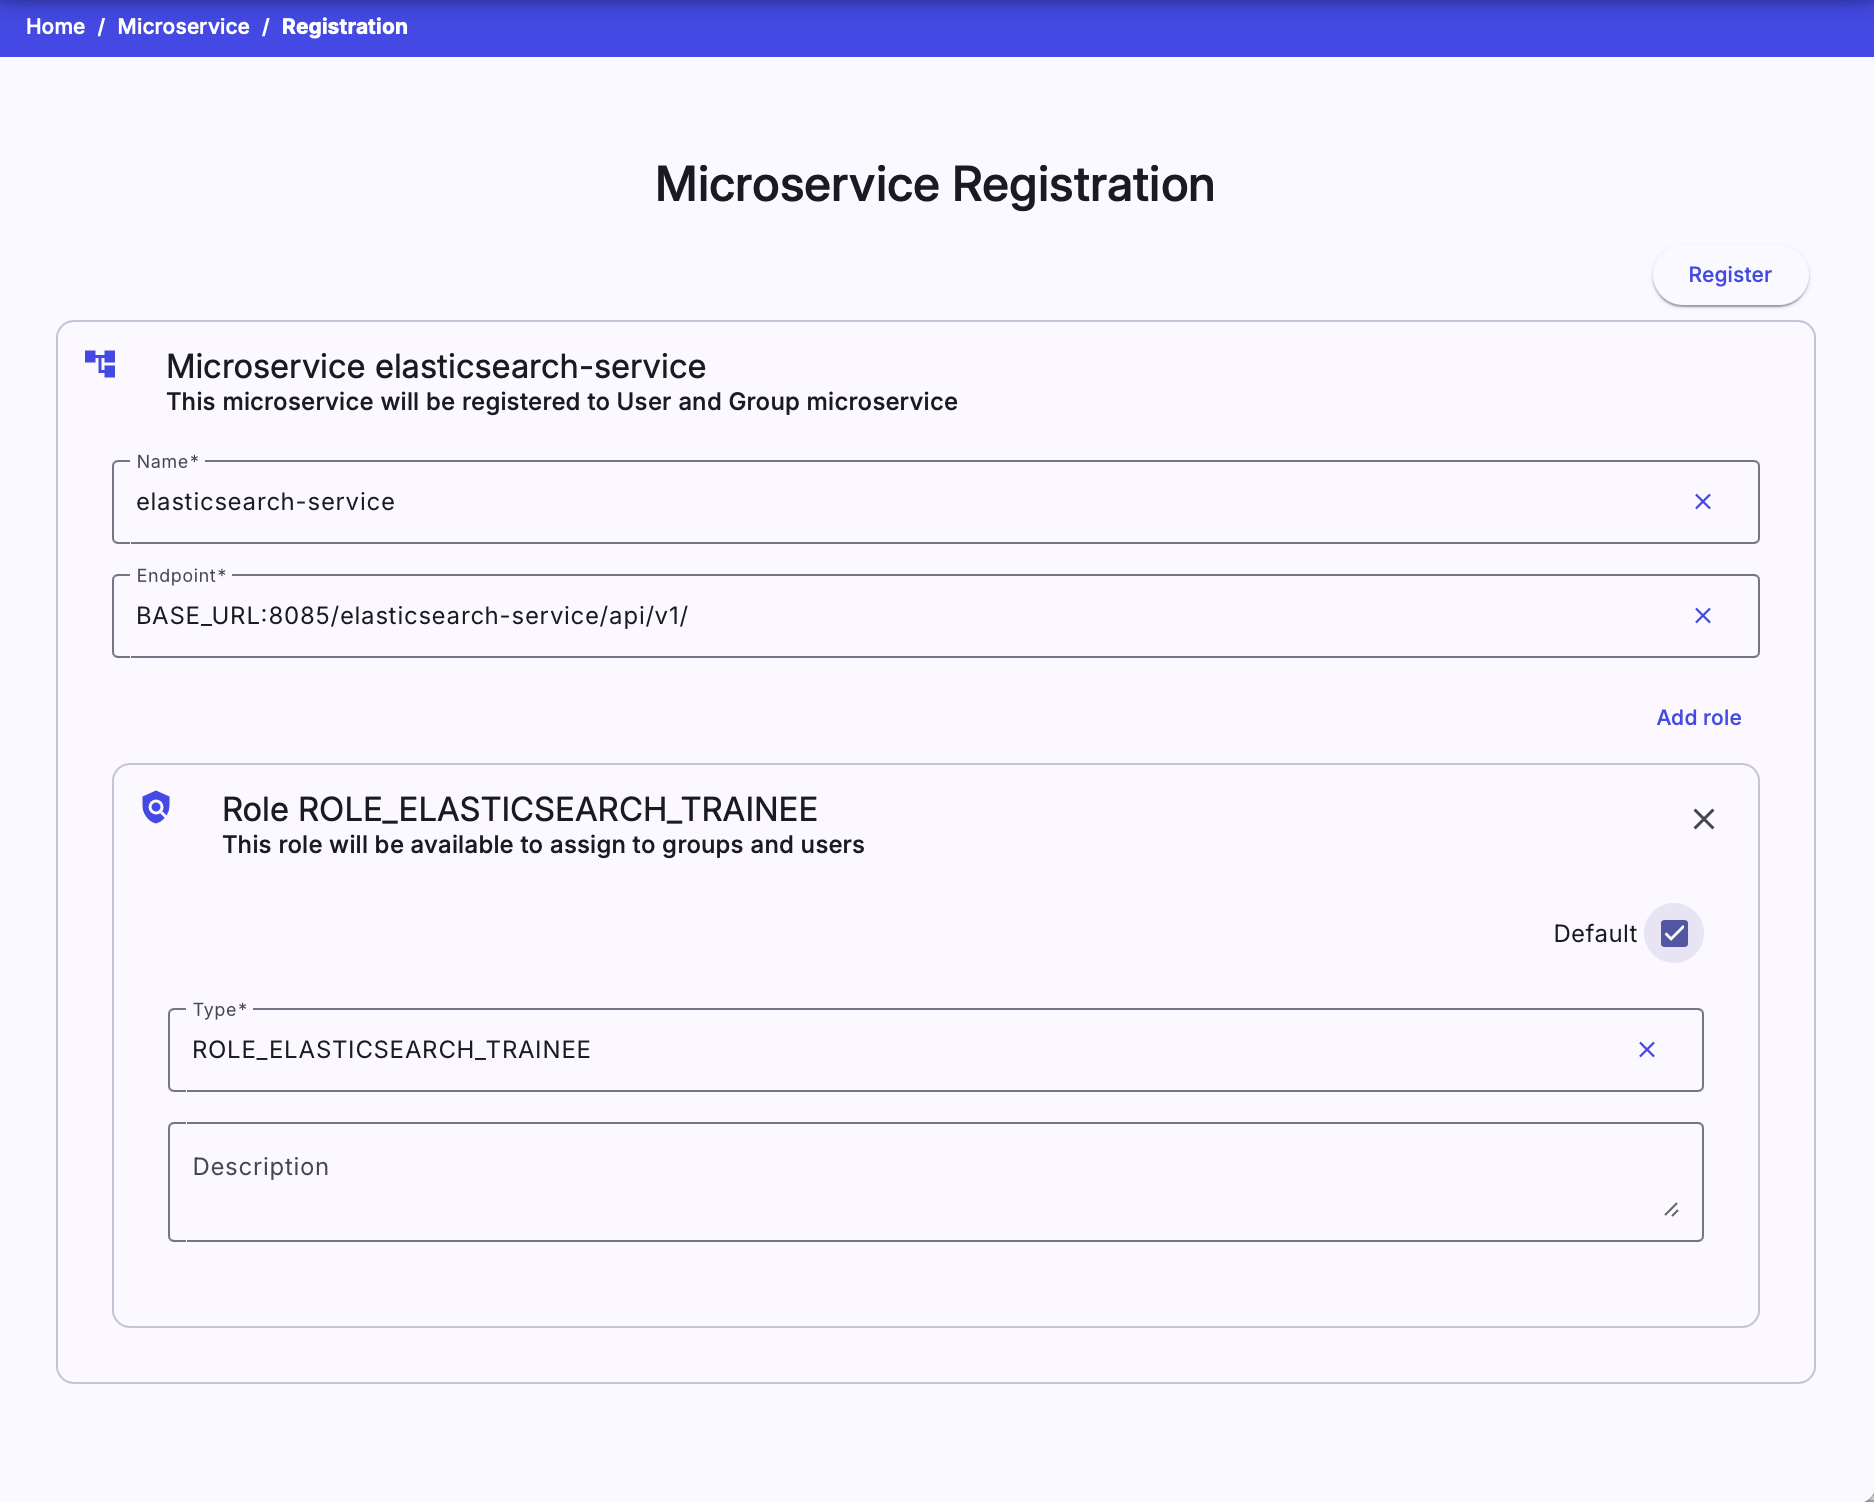 Home / Microservice / Registration
Microservice Registration
Register
Microservice elasticsearch-service
This microservice will be registered to User and Group microservice
Name*
elasticsearch-service
Endpoint*
BASE_URL:8085/elasticsearch-service/api/v1/
Add role
Role ROLE_ELASTICSEARCH_TRAINEE
This role will be available to assign to groups and users
Default
Type*
ROLE_ELASTICSEARCH_TRAINEE
Description